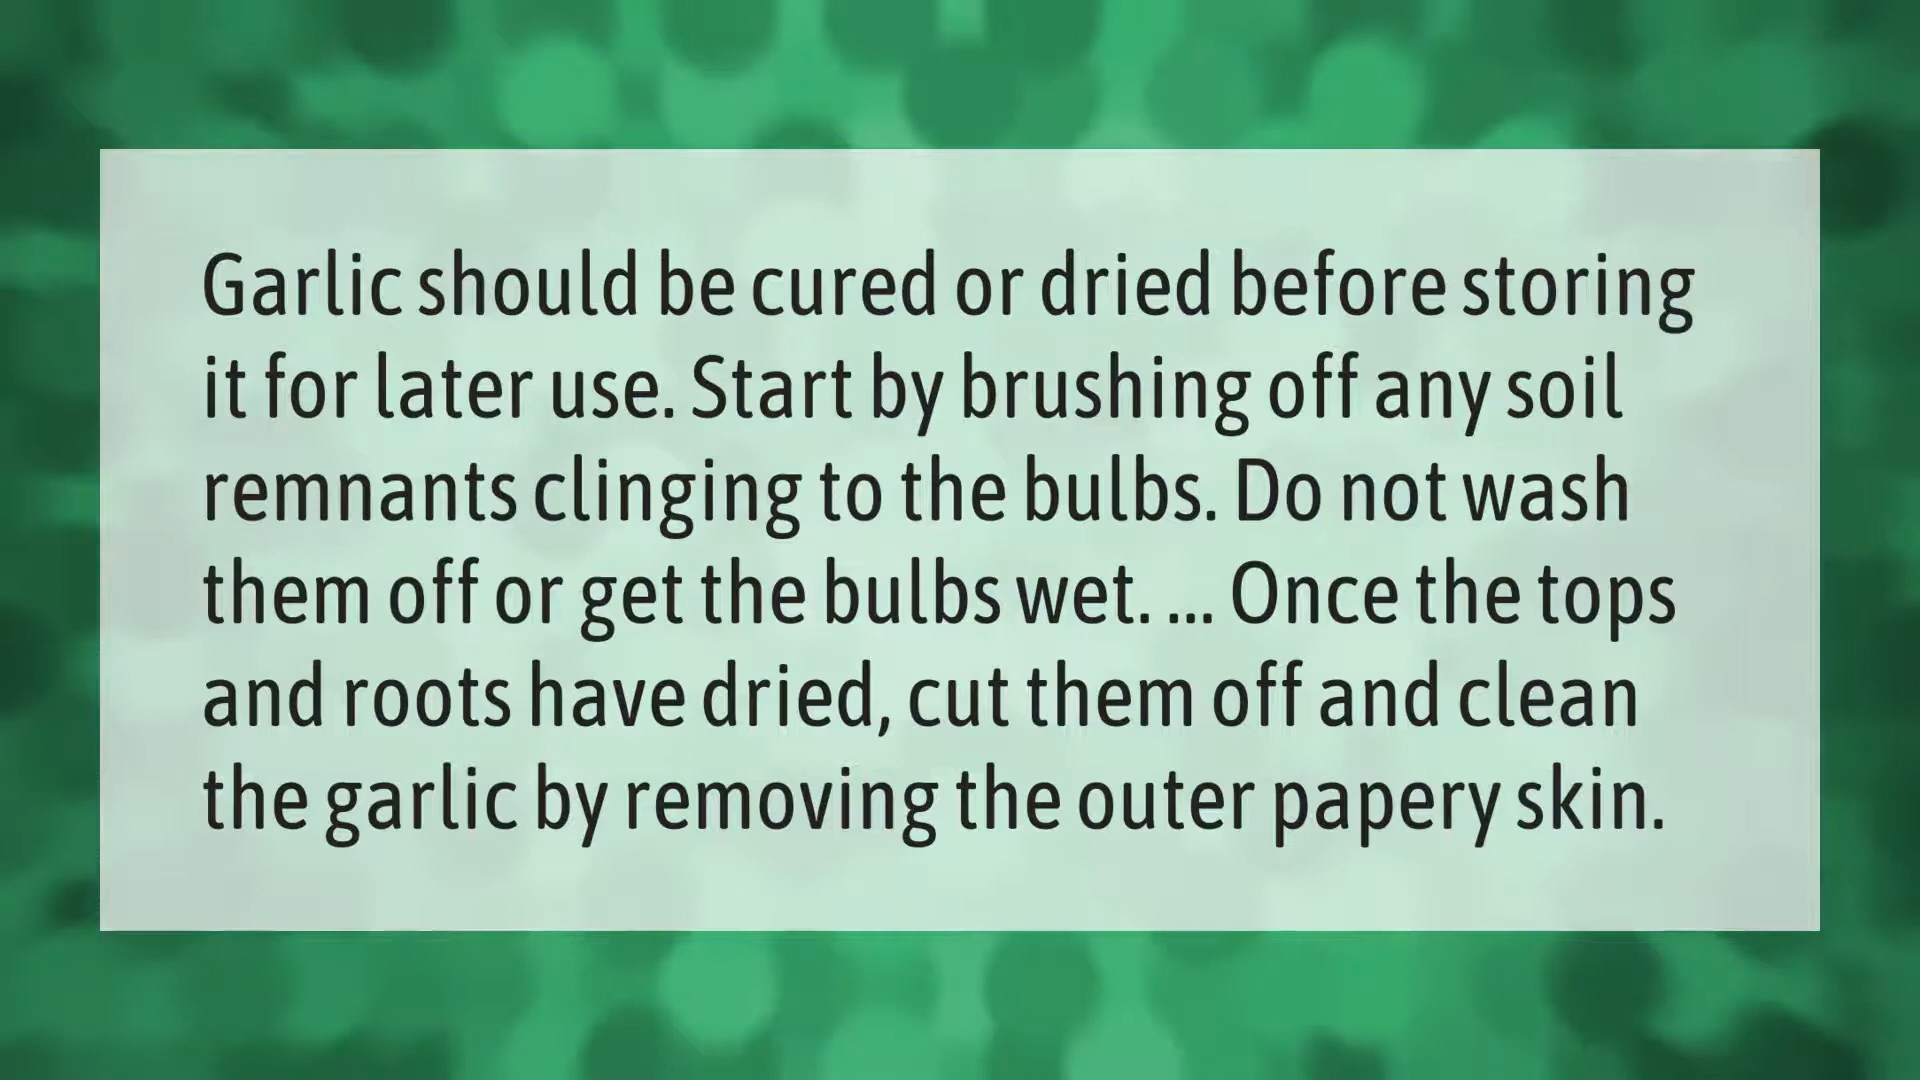 Garlic should be cured or dried before storing
it for later use. Start by brushing off any soil
remnants clinging to the bulbs. Do not wash
them off or get the bulbs wet. ... Once the tops
and roots have dried, cut them off and clean
the garlic by removing the outer papery skin.